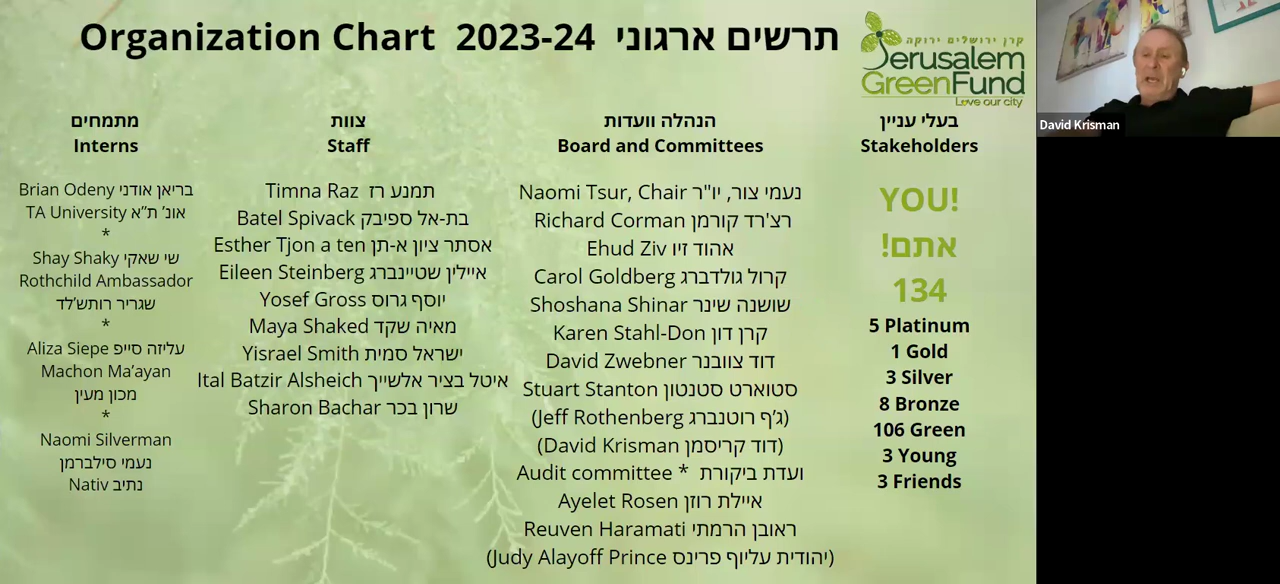 Organization Chart 2023-24 תרשים ארגוני
קרן ירושלים ירוקה
Jerusalem
GreenFund
Love our city
מתמחים
Interns
Brian Odeny בריאן אודני
TA University אונ' ת"א
*
Shay Shaky שי שאקי
Rothchild Ambassador
שגריר רותש'לד
*
Aliza Siepe עליזה סייפ
Machon Ma'ayan
מכון מעין
*
Naomi Silverman
נעמי סילברמן
Nativ נתיב
צוות
Staff
Timna Raz תמנע רז
Batel Spivack בת-אל ספיבק
Esther Tjon a ten אסתר ציון א-תן
Eileen Steinberg איילין שטיינברג
Yosef Gross יוסף גרוס
Maya Shaked מאיה שקד
Yisrael Smith ישראל סמית
Ital Batzir Alsheich איטל בציר אלשייך
Sharon Bachar שרון בכר
הנהלה וועדות
Board and Committees
Naomi Tsur, Chair נעמי צור, יו"ר
Richard Corman רצ'רד קורמן
Ehud Ziv אהוד זיו
Carol Goldberg קרול גולדברג
Shoshana Shinar שושנה שינר
Karen Stahl-Don קרן דון
David Zwebner דוד צוובנר
Stuart Stanton סטוארט סטנטון
(Jeff Rothenberg ג'ף רוטנברג)
(David Krisman דוד קריסמן)
Audit committee * ועדת ביקורת
Ayelet Rosen איילת רוזן
Reuven Haramati ראובן הרמתי
(Judy Alayoff Prince יהודית עליוף פרינס)
בעלי עניין
Stakeholders
YOU!
אתם!
134
5 Platinum
1 Gold
3 Silver
8 Bronze
106 Green
3 Young
3 Friends
David Krisman